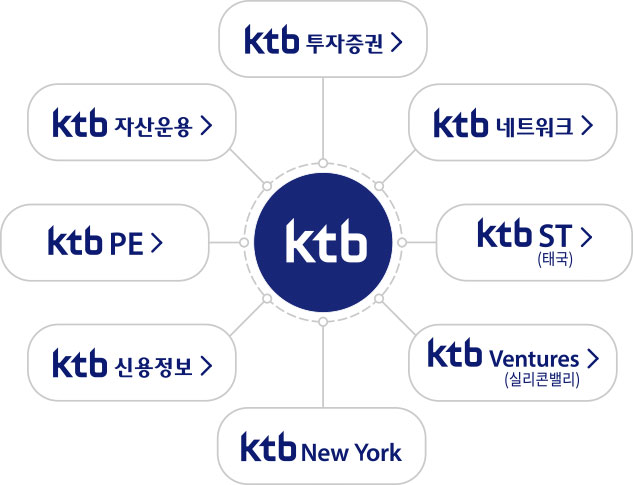 ktb 투자증권
ktb 자산운용
ktb 네트워크
ktb PE
ktb
ktb ST
(태국)
ktb 신용정보
ktb Ventures
(실리콘밸리)
ktb New York